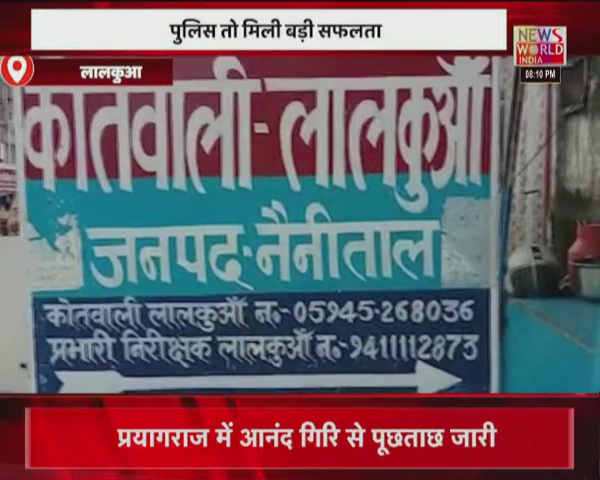 पुलिस तो मिली बड़ी सफलता
NEWS
WORLD
INDIA
08:10 PM
लालकुआ
कोतवाली-लालकुआँ
जनपद-नैनीताल
कोतवाली लालकुआँ न०-05945-268036
प्रभारी निरीक्षक लालकुआँ न०-9411112873
प्रयागराज में आनंद गिरि से पूछताछ जारी